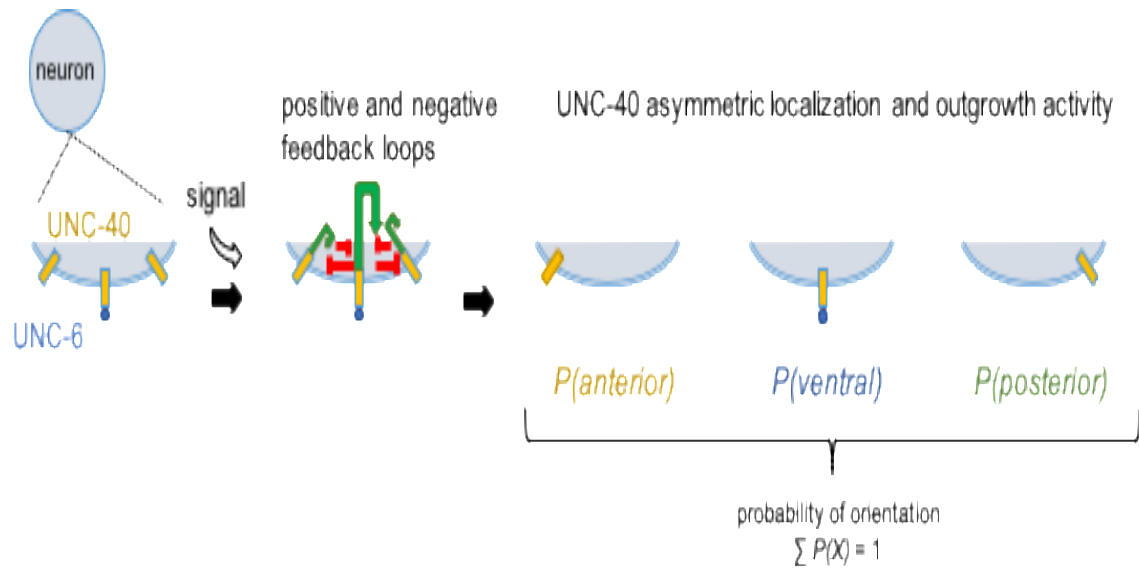 neuron
positive and negative
feedback loops
UNC-40 asymmetric localization and outgrowth activity
signal
UNC-40
UNC-6
P(anterior)
P(ventral)
P(posterior)
probability of orientation
∑ P(X) = 1